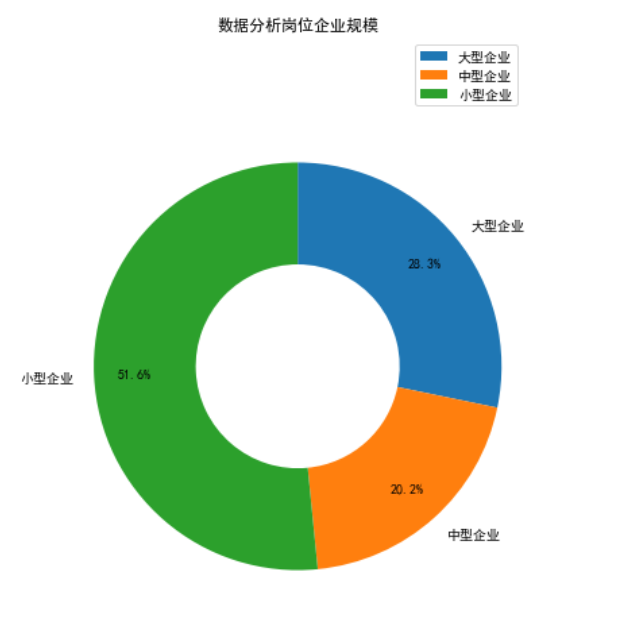 数据分析岗位企业规模
大型企业
中型企业
小型企业
大型企业
28.3%
51.6%
小型企业
20.2%
中型企业